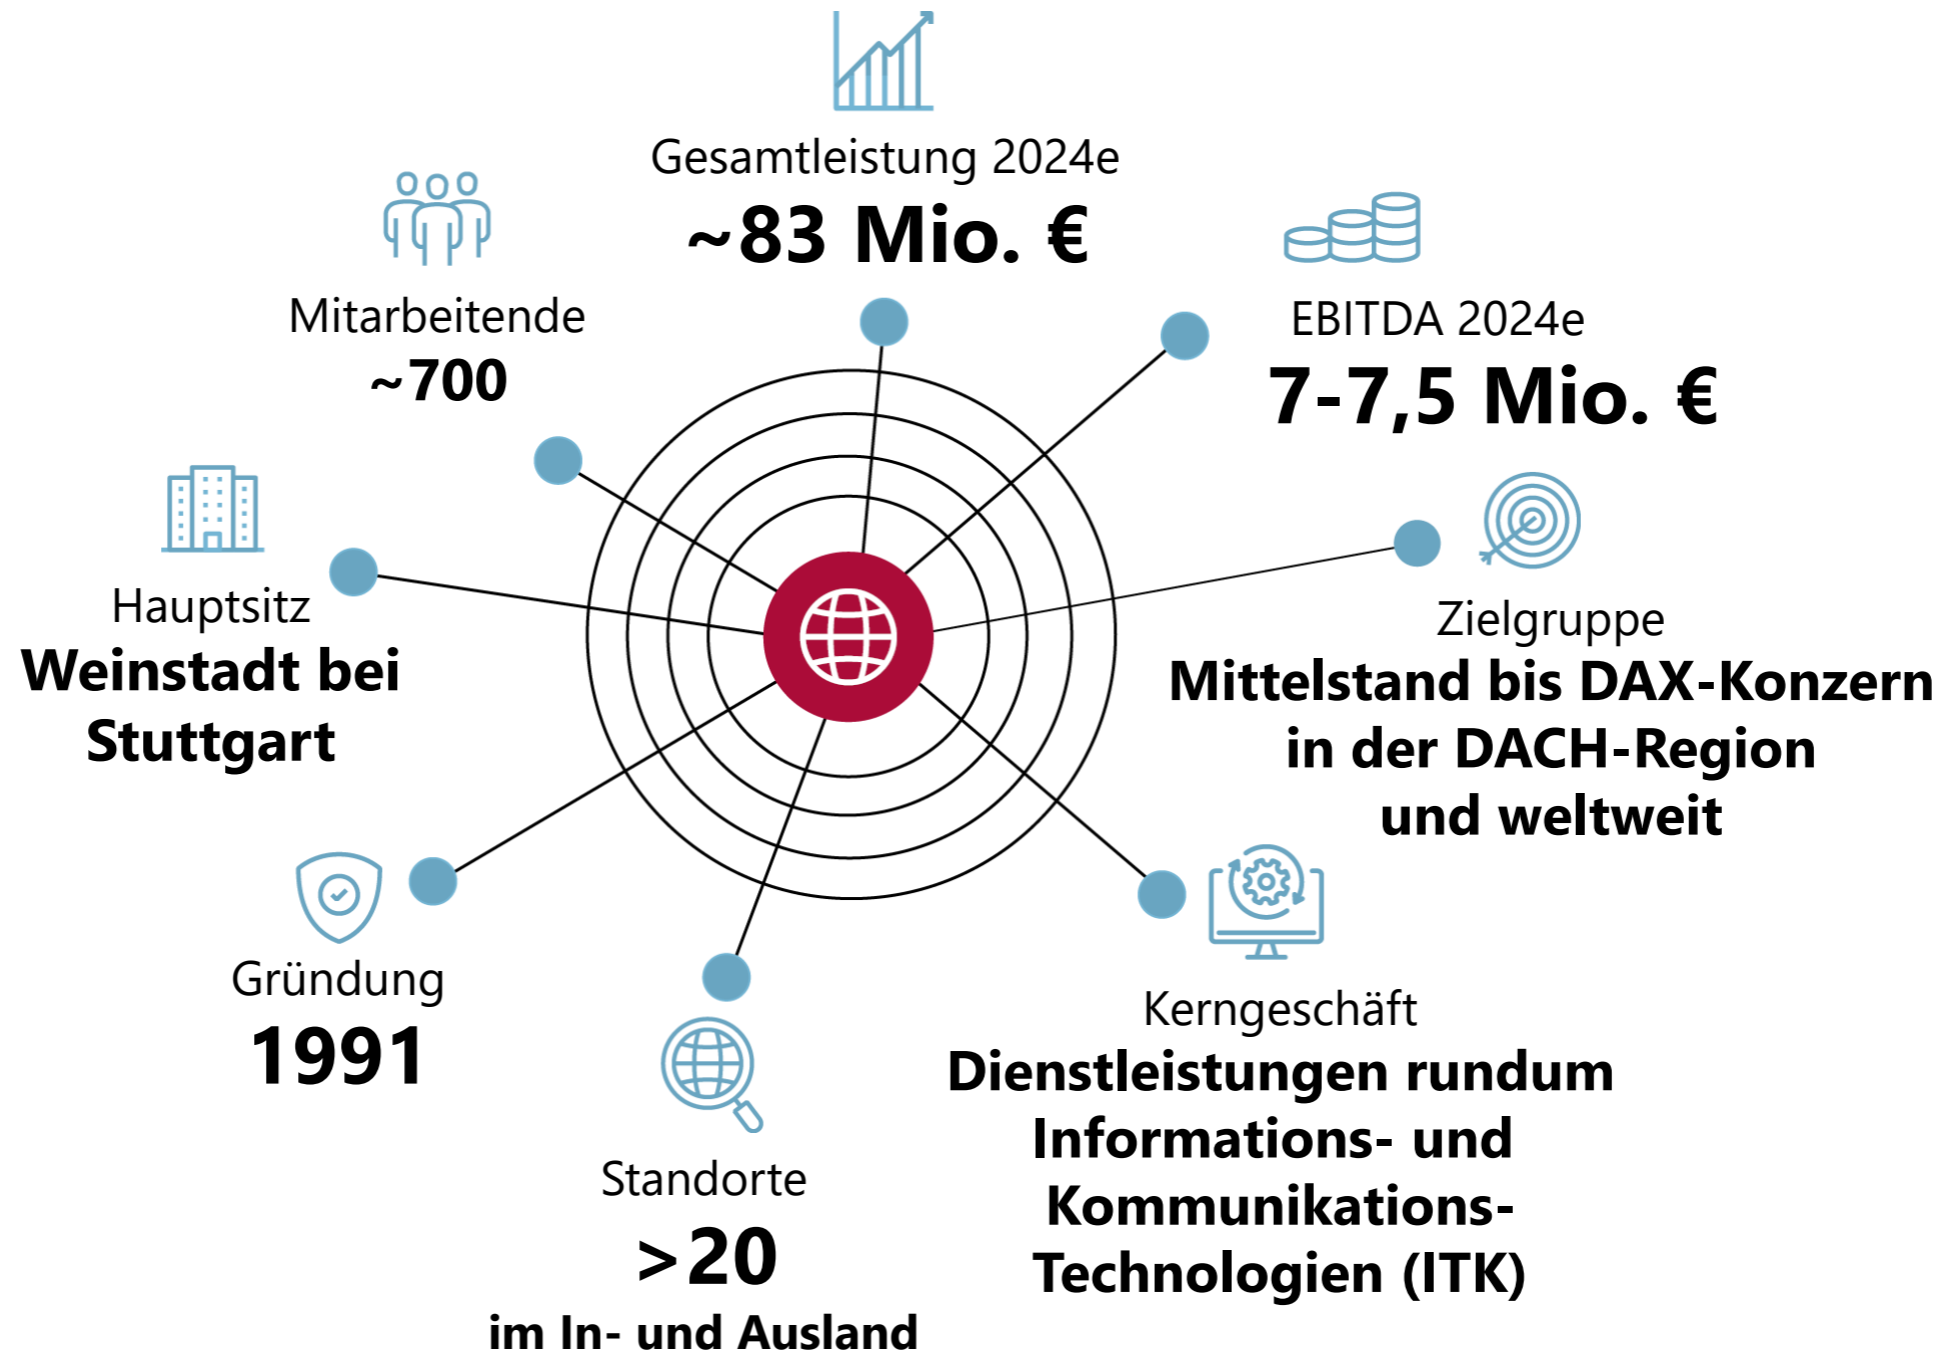 Gesamtleistung 2024e
~83 Mio. €
Mitarbeitende
~700
EBITDA 2024e
7-7,5 Mio. €
Hauptsitz
Weinstadt bei
Stuttgart
Zielgruppe
Mittelstand bis DAX-Konzern
in der DACH-Region
und weltweit
Gründung
1991
Standorte
>20
im In- und Ausland
Kerngeschäft
Dienstleistungen rundum
Informations- und
Kommunikations-
Technologien (ITK)